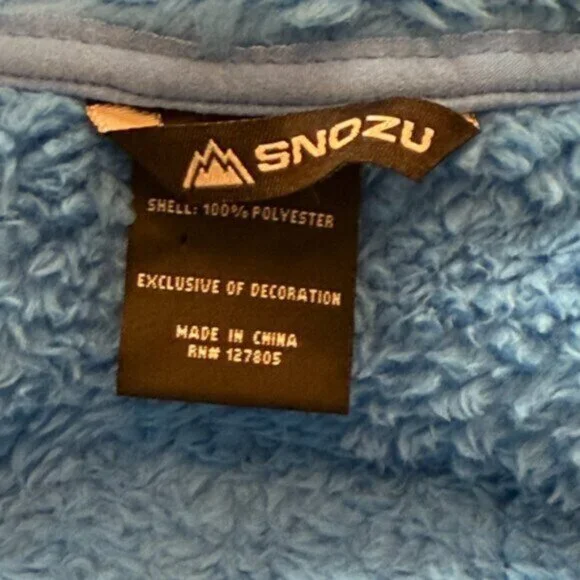 SNOZU
SHELL: 100% POLYESTER
EXCLUSIVE OF DECORATION
MADE IN CHINA
RN# 127805